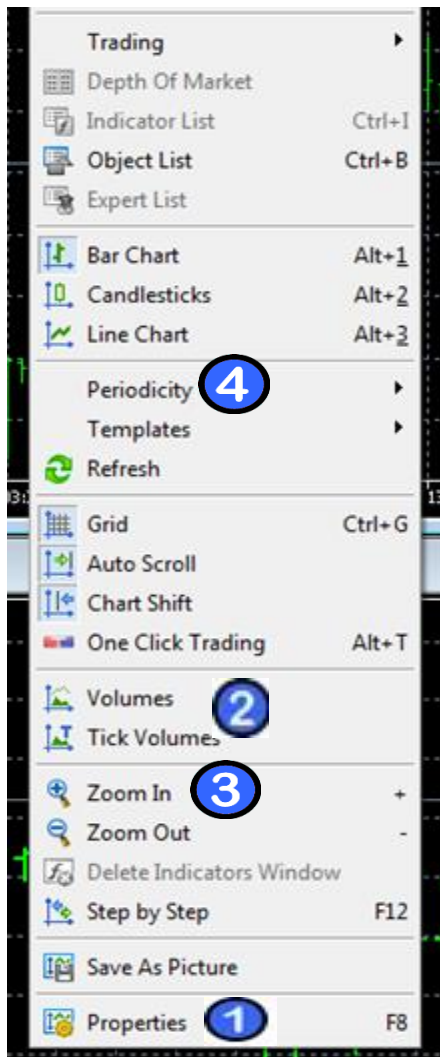 Trading
Depth Of Market
Indicator List Ctrl+I
Object List Ctrl+B
Expert List
Bar Chart Alt+1
Candlesticks Alt+2
Line Chart Alt+3
Periodicity 4
Templates
Refresh
Grid Ctrl+G
Auto Scroll
Chart Shift
One Click Trading Alt+T
Volumes 2
Tick Volumes
Zoom In 3 +
Zoom Out -
Delete Indicators Window
Step by Step F12
Save As Picture
Properties 1 F8